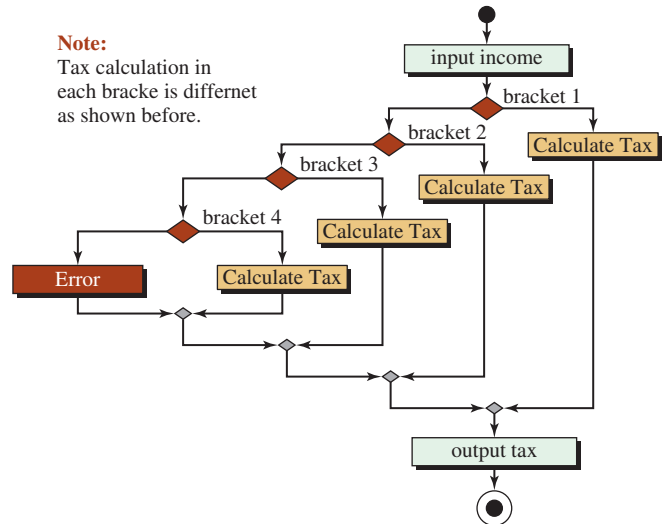 Note:
Tax calculation in
each bracke is differnet
as shown before.
input income
bracket 1
Calculate Tax
bracket 2
Calculate Tax
bracket 3
Calculate Tax
bracket 4
Error
Calculate Tax
output tax